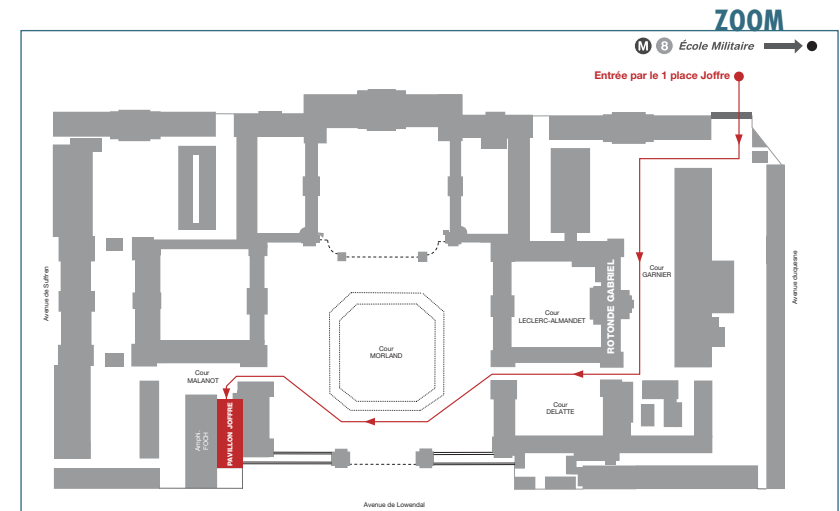 ZOOM
M 8 École Militaire
Entrée par le 1 place Joffre
Avenue de Suffren
Avenue duquesne
Cour
GARNIER
ROTONDE GABRIEL
Cour
LECLERC-ALMANDET
Cour
MORLAND
Cour
MALANOT
Cour
DELATTE
Amphi.
FOCH
PAVILLON JOFFRE
Avenue de Lowendal